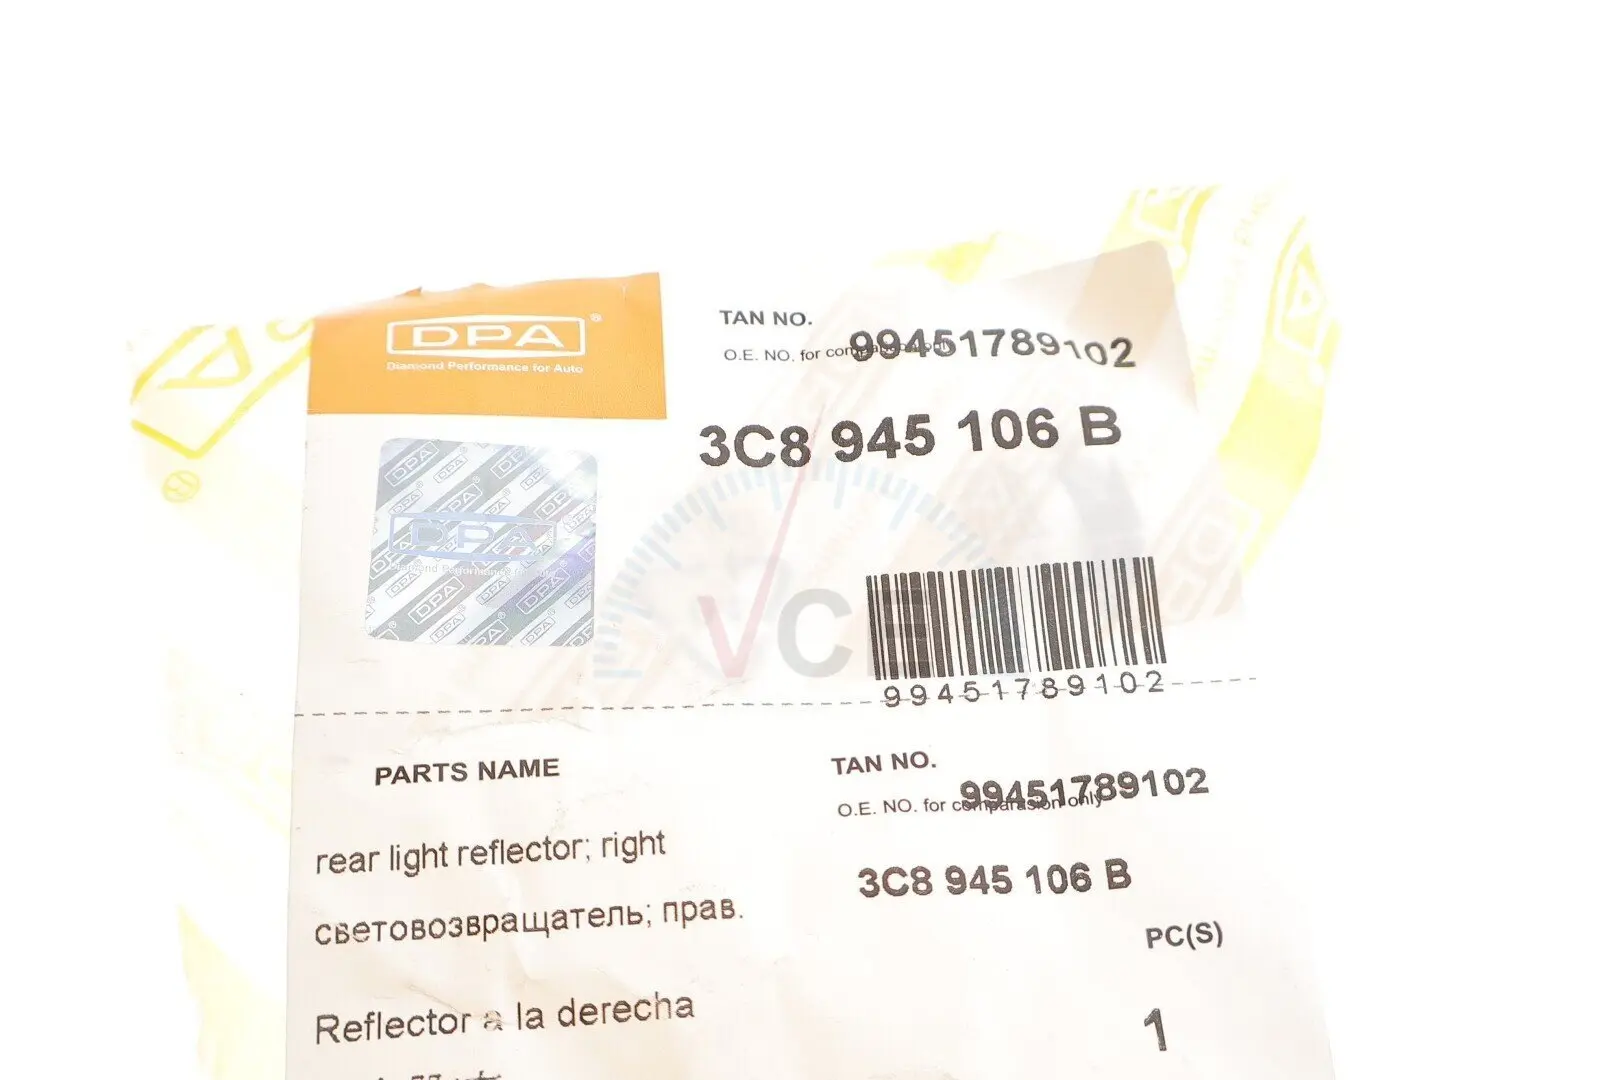 DPA®
Diamond Performance for Auto
TAN NO.
99451789102
O.E. NO. for comparasion only
3C8 945 106 B
DPA
VC
99451789102
PARTS NAME
TAN NO.
99451789102
O.E. NO. for comparasion only
rear light reflector; right
3C8 945 106 B
световозвращатель; прав.
PC(S)
Reflector a la derecha
1